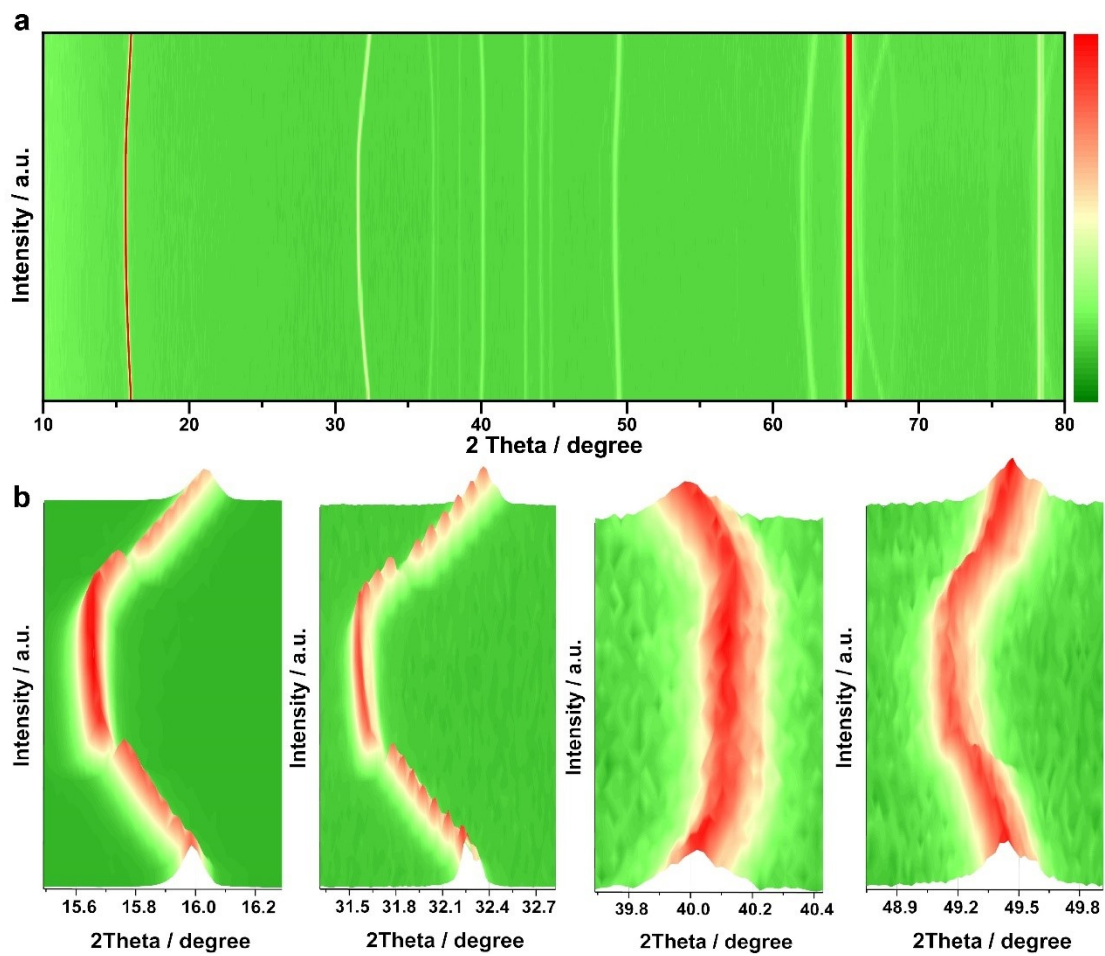 a
Intensity / a.u.
10 20 30 40 50 60 70 80
2 Theta / degree
b
Intensity / a.u.
15.6 15.8 16.0 16.2
2Theta / degree
Intensity / a.u.
31.5 31.8 32.1 32.4 32.7
2Theta / degree
Intensity / a.u.
39.8 40.0 40.2 40.4
2Theta / degree
Intensity / a.u.
48.9 49.2 49.5 49.8
2Theta / degree